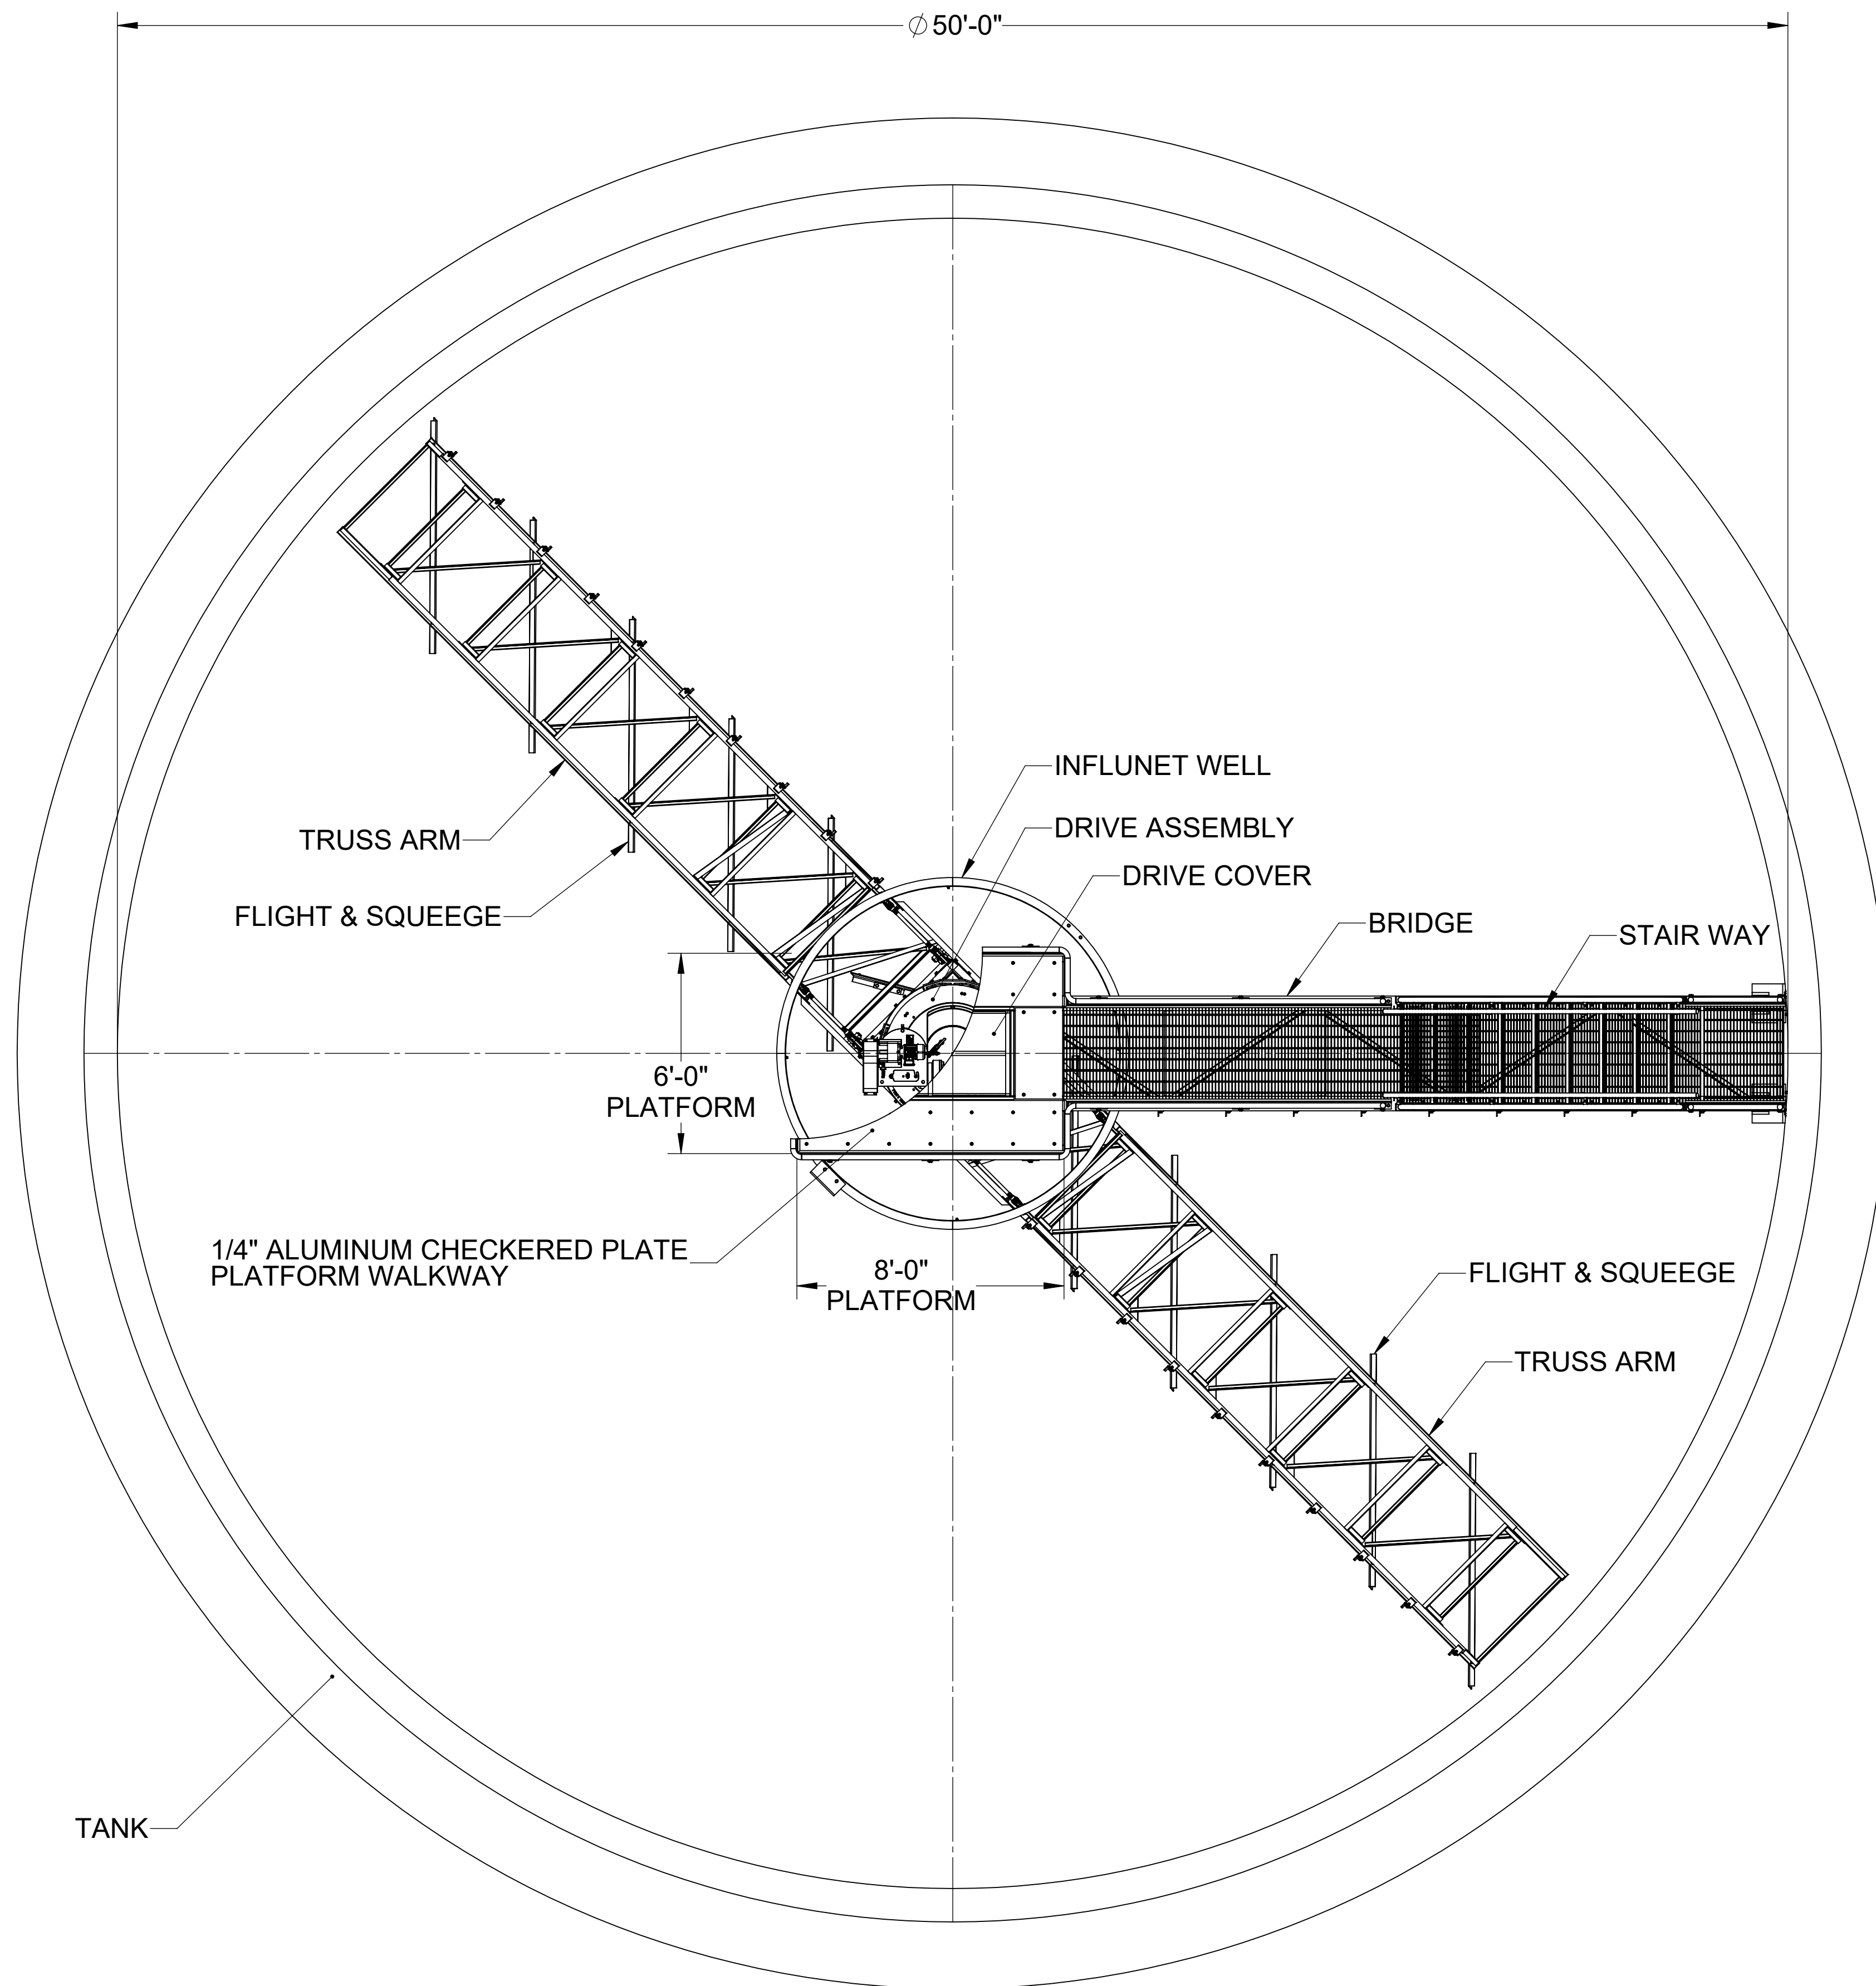 ⌀ 50'-0"
INFLUNET WELL
DRIVE ASSEMBLY
TRUSS ARM
DRIVE COVER
FLIGHT & SQUEEGE
BRIDGE
STAIR WAY
6'-0"
PLATFORM
1/4" ALUMINUM CHECKERED PLATE
PLATFORM WALKWAY
8'-0"
PLATFORM
FLIGHT & SQUEEGE
TRUSS ARM
TANK